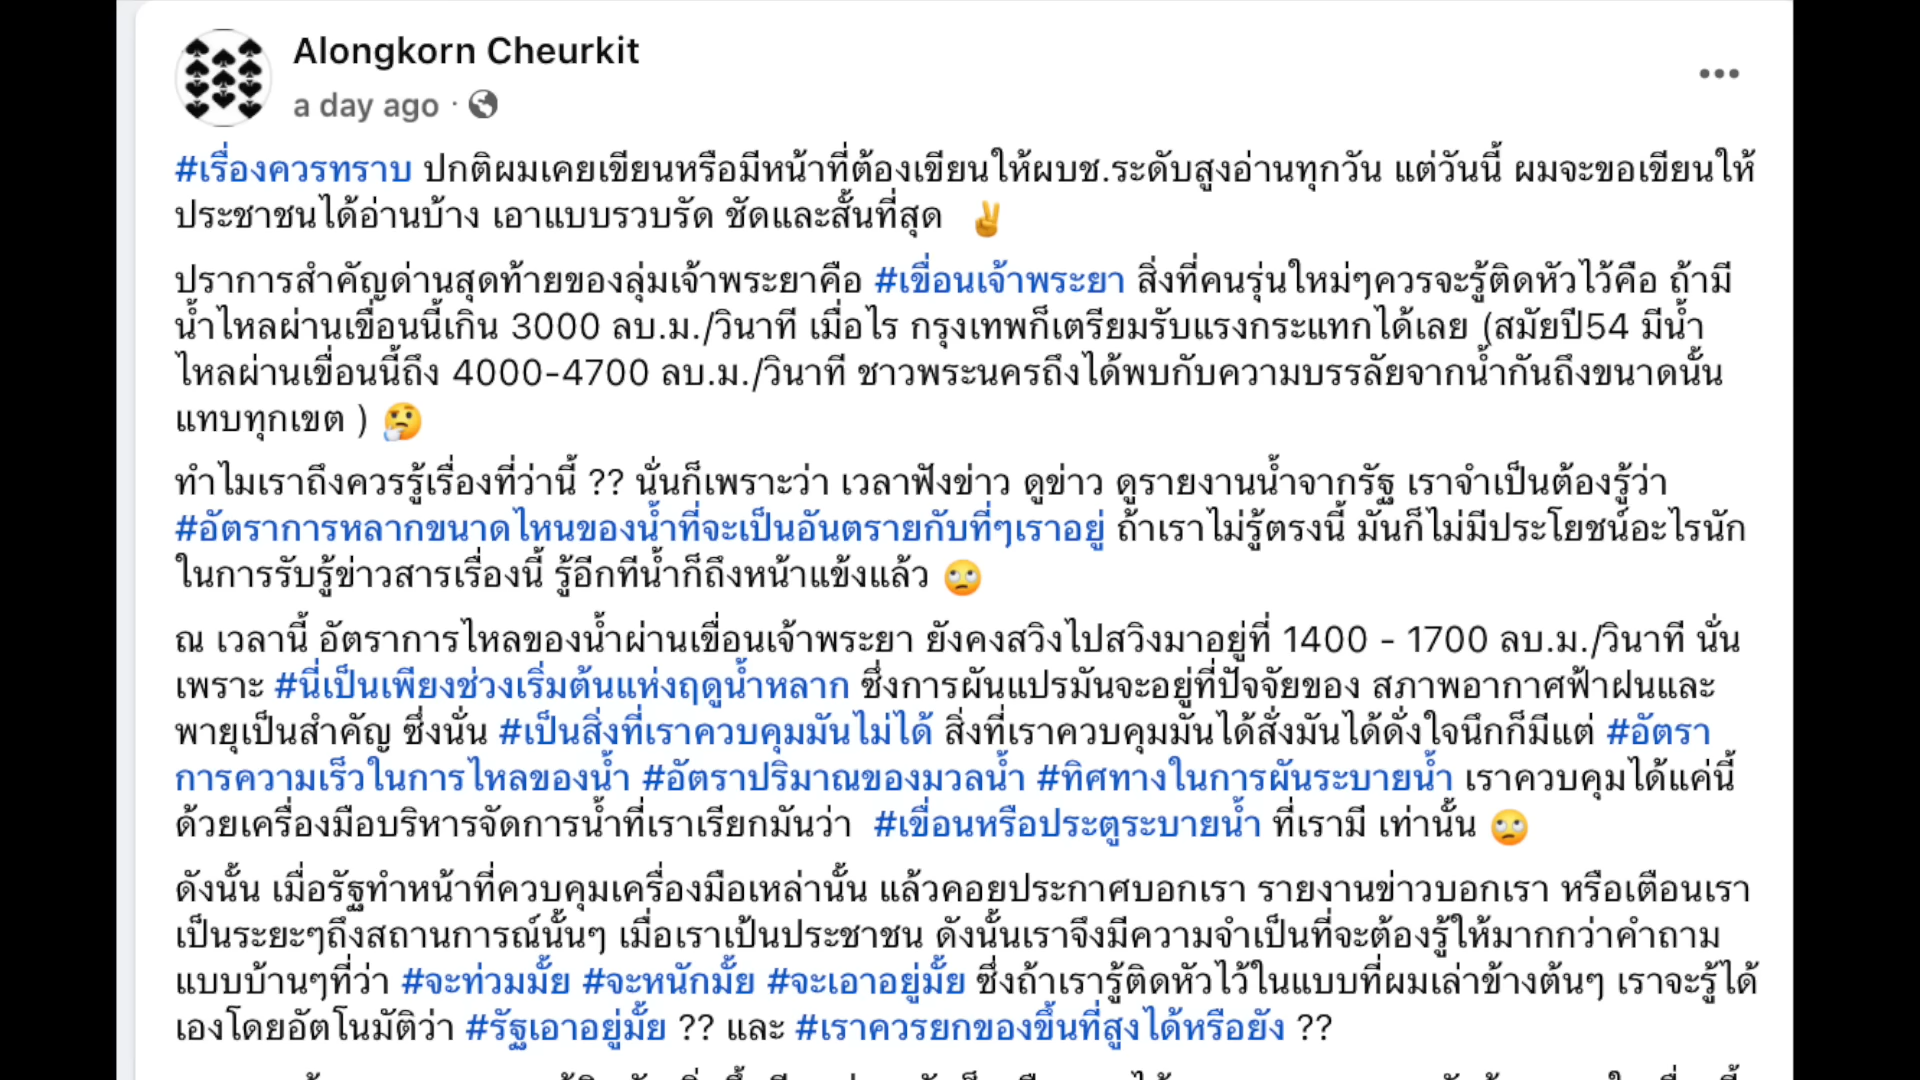 Alongkorn Cheurkit
a day ago ·
#เรื่องควรทราบ ปกติผมเคยเขียนหรือมีหน้าที่ต้องเขียนให้ผบช.ระดับสูงอ่านทุกวัน แต่วันนี้ ผมจะขอเขียนให้
ประชาชนได้อ่านบ้าง เอาแบบรวบรัด ชัดและสั้นที่สุด ✌️
ปราการสำคัญด่านสุดท้ายของลุ่มเจ้าพระยาคือ #เขื่อนเจ้าพระยา สิ่งที่คนรุ่นใหม่ๆควรจะรู้ติดหัวไว้คือ ถ้ามี
น้ำไหลผ่านเขื่อนนี้เกิน 3000 ลบ.ม./วินาที เมื่อไร กรุงเทพก็เตรียมรับแรงกระแทกได้เลย (สมัยปี54 มีน้ำ
ไหลผ่านเขื่อนนี้ถึง 4000-4700 ลบ.ม./วินาที ชาวพระนครถึงได้พบกับความบรรลัยจากน้ำกันถึงขนาดนั้น
แทบทุกเขต ) 🤔
ทำไมเราถึงควรรู้เรื่องที่ว่านี้ ?? นั่นก็เพราะว่า เวลาฟังข่าว ดูข่าว ดูรายงานน้ำจากรัฐ เราจำเป็นต้องรู้ว่า
#อัตราการหลากขนาดไหนของน้ำที่จะเป็นอันตรายกับที่ๆเราอยู่ ถ้าเราไม่รู้ตรงนี้ มันก็ไม่มีประโยชน์อะไรนัก
ในการรับรู้ข่าวสารเรื่องนี้ รู้อีกทีน้ำก็ถึงหน้าแข้งแล้ว 🙄
ณ เวลานี้ อัตราการไหลของน้ำผ่านเขื่อนเจ้าพระยา ยังคงสวิงไปสวิงมาอยู่ที่ 1400 - 1700 ลบ.ม./วินาที นั่น
เพราะ #นี่เป็นเพียงช่วงเริ่มต้นแห่งฤดูน้ำหลาก ซึ่งการผันแปรมันจะอยู่ที่ปัจจัยของ สภาพอากาศฟ้าฝนและ
พายุเป็นสำคัญ ซึ่งนั่น #เป็นสิ่งที่เราควบคุมมันไม่ได้ สิ่งที่เราควบคุมมันได้สั่งมันได้ดั่งใจนึกก็มีแต่ #อัตรา
การความเร็วในการไหลของน้ำ #อัตราปริมาณของมวลน้ำ #ทิศทางในการผันระบายน้ำ เราควบคุมได้แค่นี้
ด้วยเครื่องมือบริหารจัดการน้ำที่เราเรียกมันว่า #เขื่อนหรือประตูระบายน้ำ ที่เรามี เท่านั้น 🙄
ดังนั้น เมื่อรัฐทำหน้าที่ควบคุมเครื่องมือเหล่านั้น แล้วคอยประกาศบอกเรา รายงานข่าวบอกเรา หรือเตือนเรา
เป็นระยะๆถึงสถานการณ์นั้นๆ เมื่อเราเป้นประชาชน ดังนั้นเราจึงมีความจำเป็นที่จะต้องรู้ให้มากกว่าคำถาม
แบบบ้านๆที่ว่า #จะท่วมมั้ย #จะหนักมั้ย #จะเอาอยู่มั้ย ซึ่งถ้าเรารู้ติดหัวไว้ในแบบที่ผมเล่าข้างต้นๆ เราจะรู้ได้
เองโดยอัตโนมัติว่า #รัฐเอาอยู่มั้ย ?? และ #เราควรยกของขึ้นที่สูงได้หรือยัง ??